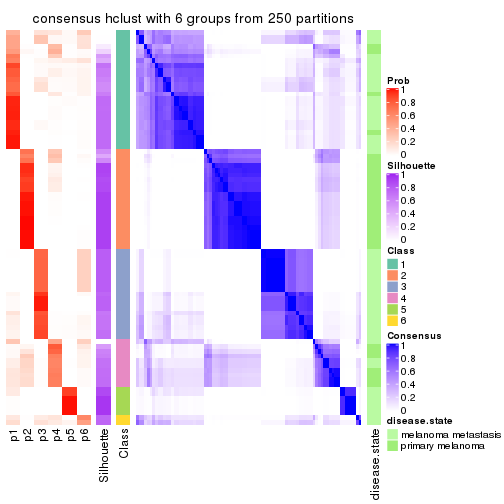 consensus hclust with 6 groups from 250 partitions
Prob
1
0.8
0.6
0.4
0.2
0
Silhouette
1
0.8
0.6
0.4
0.2
0
Class
1
2
3
4
5
6
Consensus
1
0.8
0.6
0.4
0.2
0
disease.state
melanoma metastasis
primary melanoma
p1
p2
p3
p4
p5
p6
Silhouette
Class
disease.state